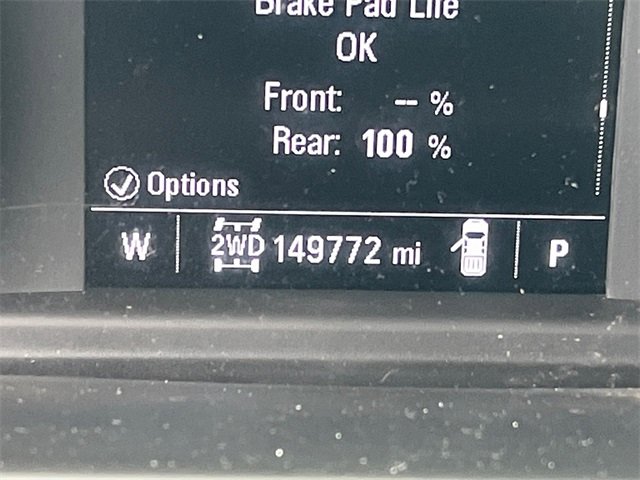 Brake Pad Life
OK
Front: -- %
Rear: 100 %
Options
W 2WD 149772 mi P